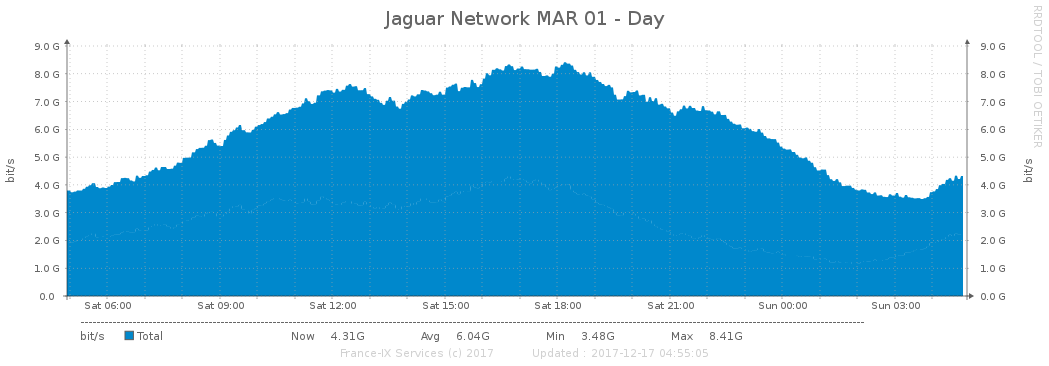 Jaguar Network MAR 01 - Day
RRDTOOL / TOBI OETIKER
9.0 G 9.0 G
8.0 G 8.0 G
7.0 G 7.0 G
6.0 G 6.0 G
5.0 G 5.0 G
4.0 G 4.0 G
3.0 G 3.0 G
2.0 G 2.0 G
1.0 G 1.0 G
0.0 0.0 G
bit/s bit/s
Sat 06:00 Sat 09:00 Sat 12:00 Sat 15:00 Sat 18:00 Sat 21:00 Sun 00:00 Sun 03:00
bit/s Total Now 4.31G Avg 6.04G Min 3.48G Max 8.41G
France-IX Services (c) 2017 Updated : 2017-12-17 04:55:05